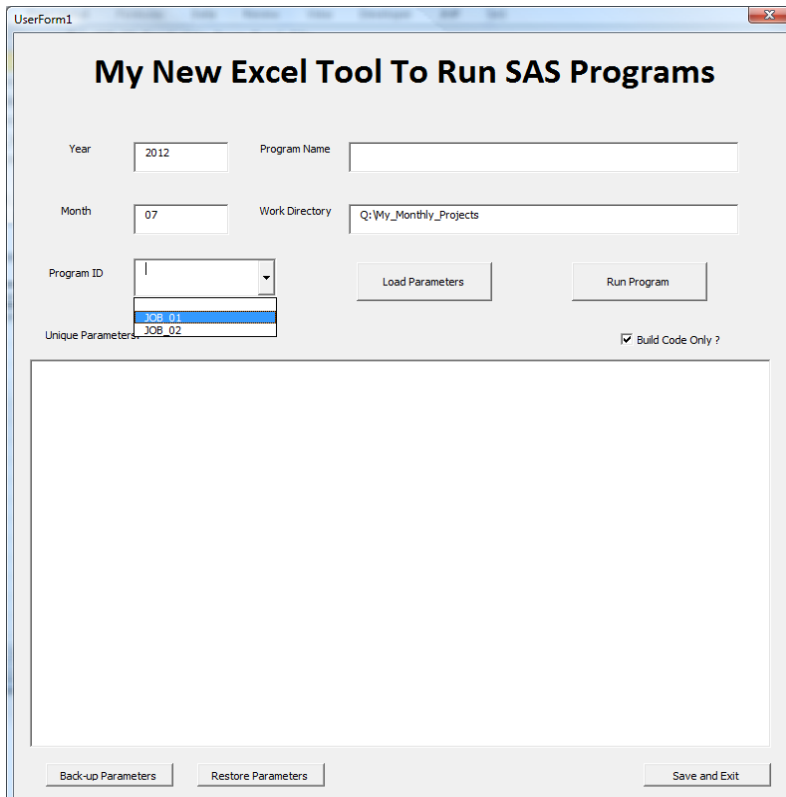 UserForm1
My New Excel Tool To Run SAS Programs
Year
2012
Program Name
Month
07
Work Directory
Q:\My_Monthly_Projects
Program ID
Load Parameters
Run Program
JOB_01
JOB_02
Unique Parameters:
Build Code Only ?
Back-up Parameters
Restore Parameters
Save and Exit